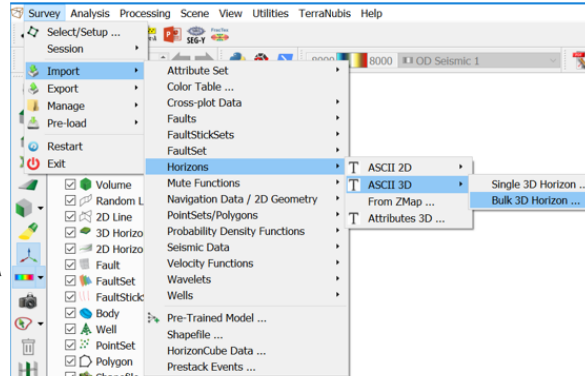 Survey Analysis Processing Scene View Utilities TerraNubis Help
Select/Setup ...
Session
Import
Export
Manage
Pre-load
Restart
Exit
SEG-Y
8000
OD Seismic 1
Attribute Set
Color Table ...
Cross-plot Data
Faults
FaultStickSets
FaultSet
Horizons
Mute Functions
Navigation Data / 2D Geometry
PointSets/Polygons
Probability Density Functions
Seismic Data
Velocity Functions
Wavelets
Wells
Pre-Trained Model ...
Shapefile ...
HorizonCube Data ...
Prestack Events ...
T ASCII 2D
T ASCII 3D
From ZMap ...
T Attributes 3D ...
Single 3D Horizon ...
Bulk 3D Horizon ...
Volume
Random L
2D Line
3D Horizo
2D Horizo
Fault
FaultSet
FaultStick
Body
Well
PointSet
Polygon